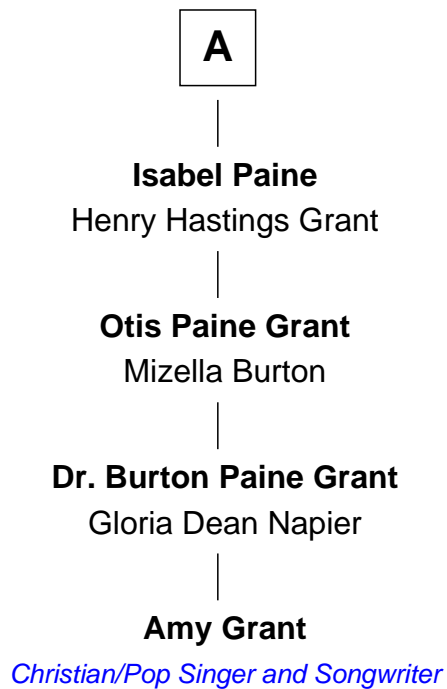 A
Isabel Paine
Henry Hastings Grant
Otis Paine Grant
Mizella Burton
Dr. Burton Paine Grant
Gloria Dean Napier
Amy Grant
Christian/Pop Singer and Songwriter